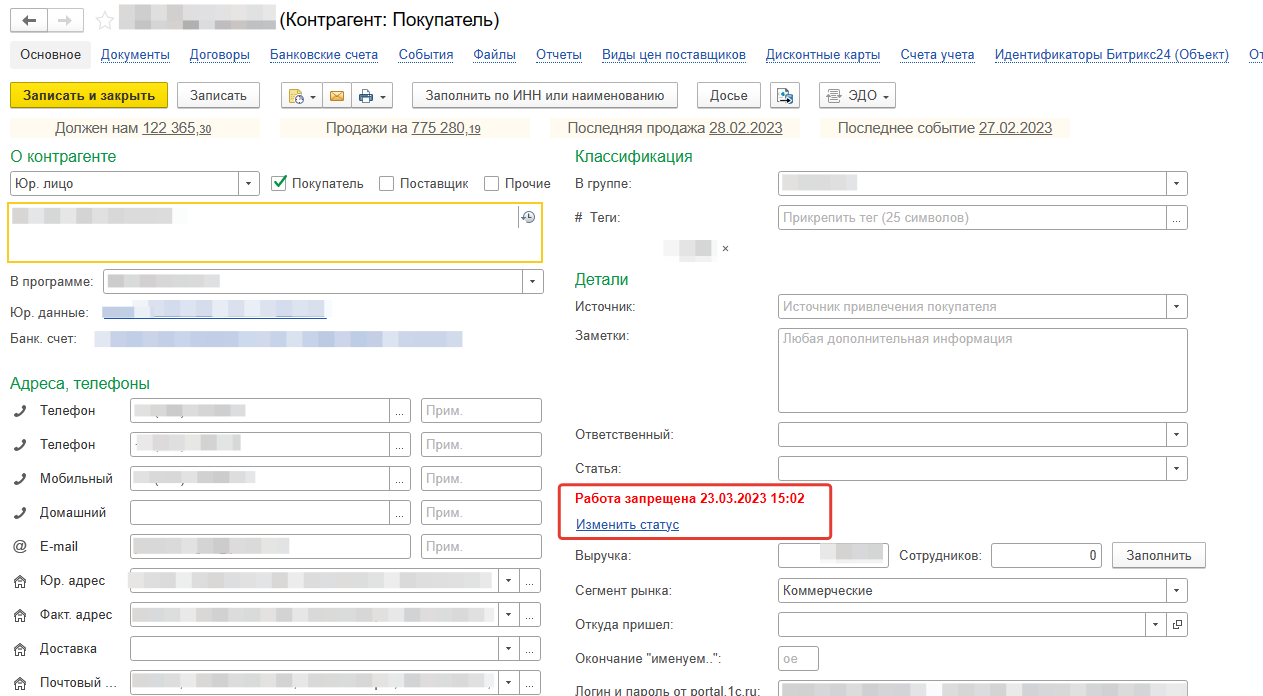 (Контрагент: Покупатель)
Основное Документы Договоры Банковские счета События Файлы Отчеты Виды цен поставщиков Дисконтные карты Счета учета Идентификаторы Битрикс24 (Объект) От
Записать и закрыть Записать Заполнить по ИНН или наименованию Досье ЭДО
Должен нам 122 365,30 Продажи на 775 280,19 Последняя продажа 28.02.2023 Последнее событие 27.02.2023
О контрагенте
Юр. лицо Покупатель Поставщик Прочие
В программе:
Юр. данные:
Банк. счет:
Адреса, телефоны
Телефон ... Прим.
Телефон ... Прим.
Мобильный ... Прим.
Домашний ... Прим.
@ E-mail Прим.
Юр. адрес ...
Факт. адрес ...
Доставка ...
Почтовый ... ...
Классификация
В группе:
# Теги: Прикрепить тег (25 символов) ...
×
Детали
Источник: Источник привлечения покупателя
Заметки: Любая дополнительная информация
Ответственный:
Статья:
Работа запрещена 23.03.2023 15:02
Изменить статус
Выручка: Сотрудников: 0 Заполнить
Сегмент рынка: Коммерческие
Откуда пришел:
Окончание "именуем..": ое
Логин и пароль от portal.1c.ru: